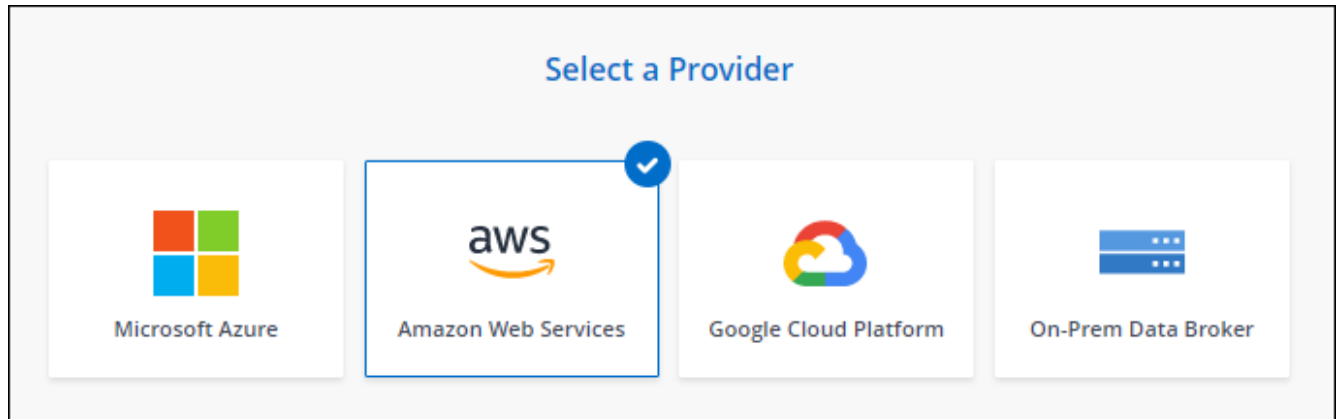 Select a Provider
aws
Microsoft Azure
Amazon Web Services
Google Cloud Platform
On-Prem Data Broker